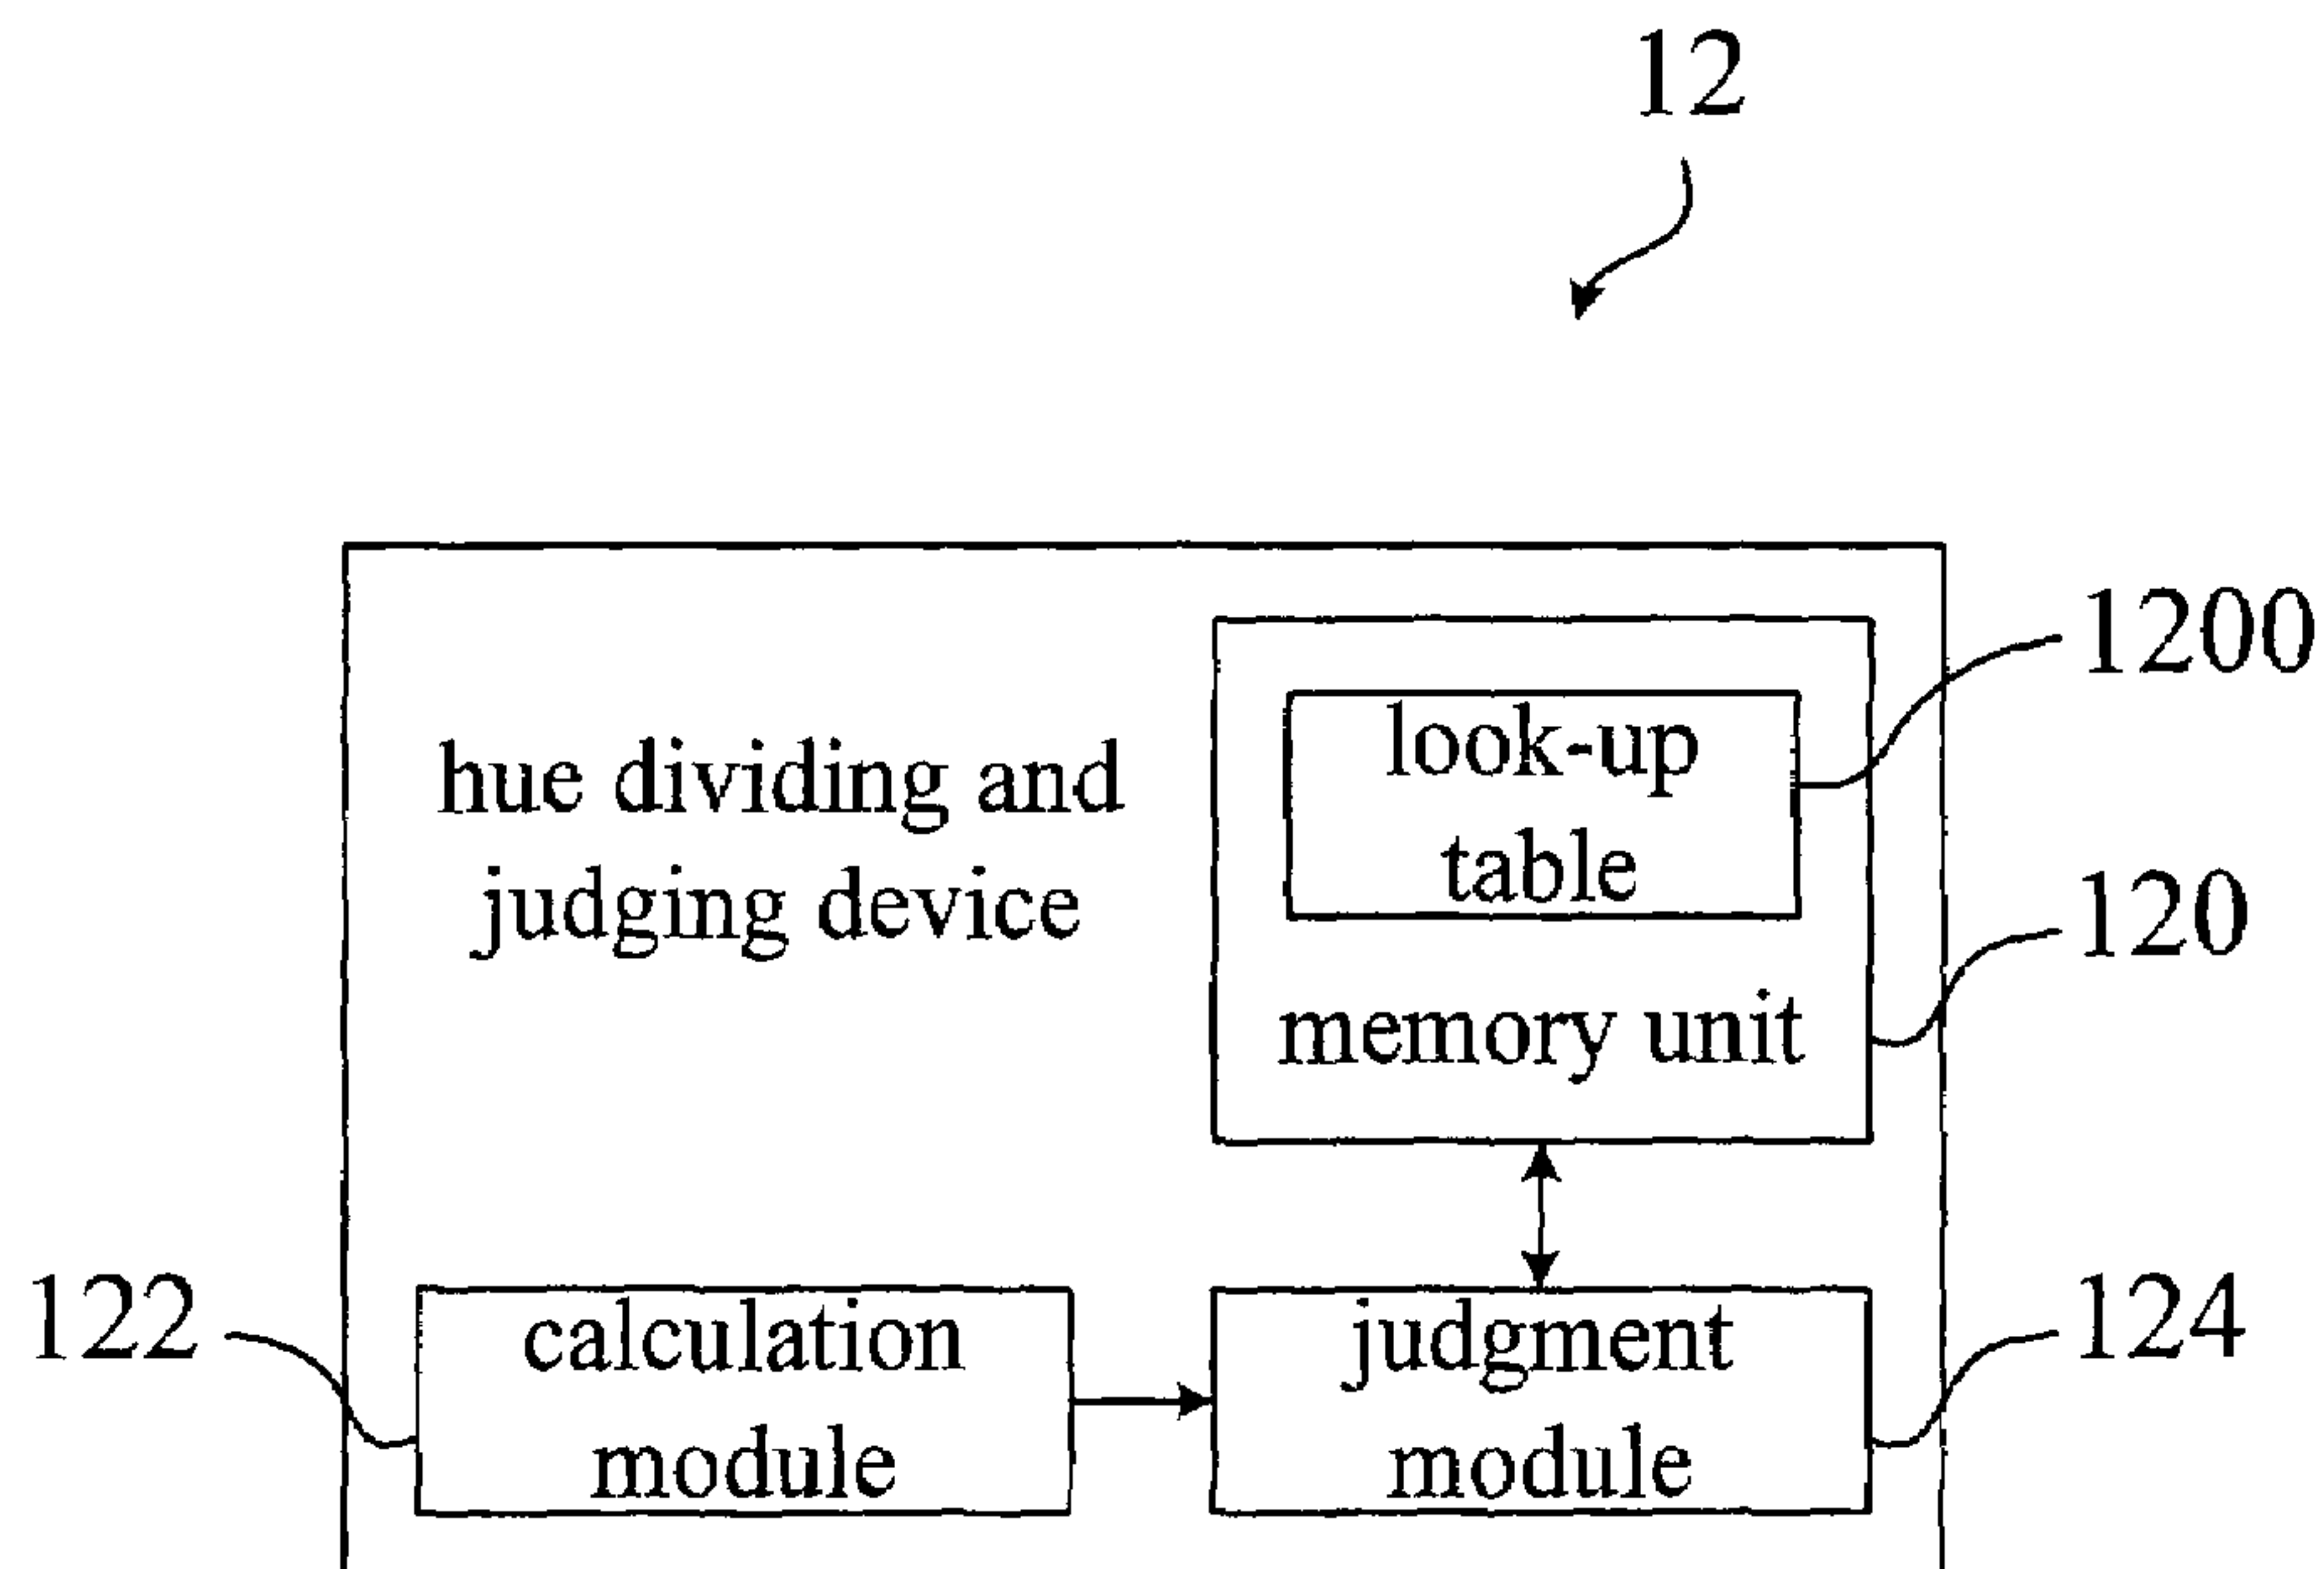 12
1200
look-up
hue dividing and
table
judging device
120
memory unit
122
124
calculation
judgment
module
module